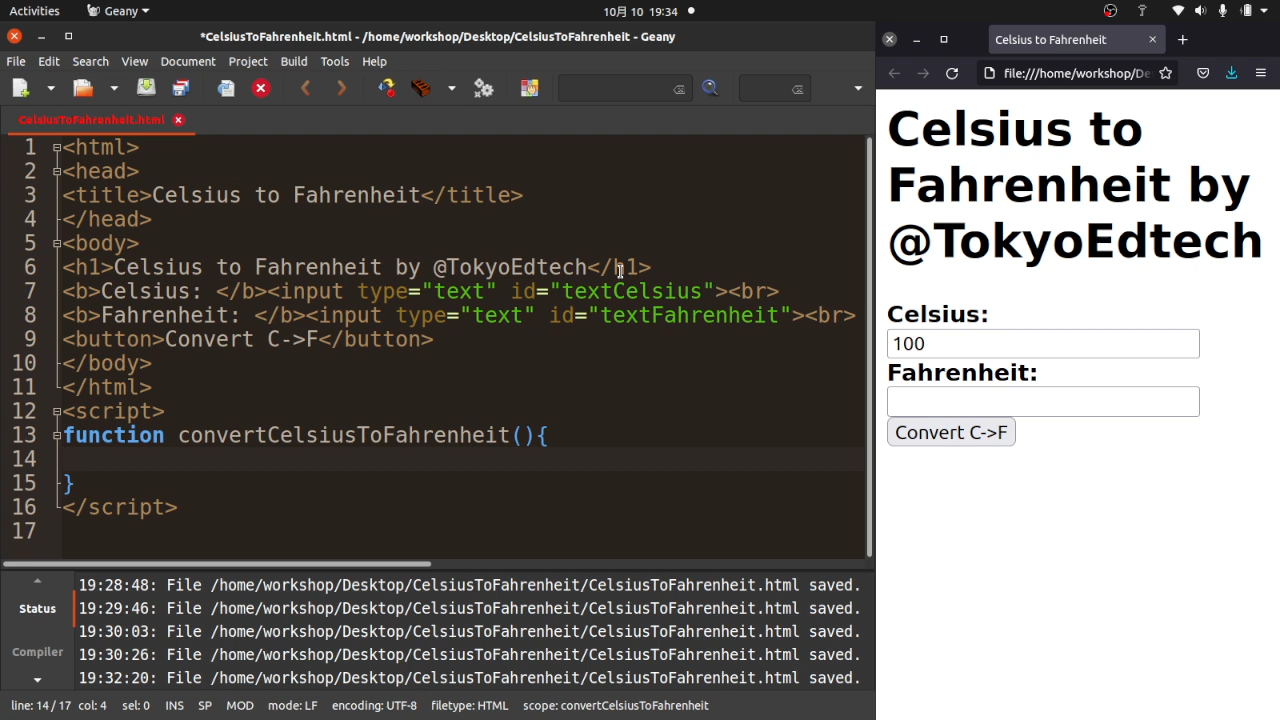 Activities
Geany
10月 10 19:34
*CelsiusToFahrenheit.html - /home/workshop/Desktop/CelsiusToFahrenheit - Geany
File Edit Search View Document Project Build Tools Help
CelsiusToFahrenheit.html
1 <html>
2 <head>
3 <title>Celsius to Fahrenheit</title>
4 </head>
5 <body>
6 <h1>Celsius to Fahrenheit by @TokyoEdtech</h1>
7 <b>Celsius: </b><input type="text" id="textCelsius"><br>
8 <b>Fahrenheit: </b><input type="text" id="textFahrenheit"><br>
9 <button>Convert C->F</button>
10 </body>
11 </html>
12 <script>
13 function convertCelsiusToFahrenheit(){
14
15 }
16 </script>
17
Status
Compiler
19:28:48: File /home/workshop/Desktop/CelsiusToFahrenheit/CelsiusToFahrenheit.html saved.
19:29:46: File /home/workshop/Desktop/CelsiusToFahrenheit/CelsiusToFahrenheit.html saved.
19:30:03: File /home/workshop/Desktop/CelsiusToFahrenheit/CelsiusToFahrenheit.html saved.
19:30:26: File /home/workshop/Desktop/CelsiusToFahrenheit/CelsiusToFahrenheit.html saved.
19:32:20: File /home/workshop/Desktop/CelsiusToFahrenheit/CelsiusToFahrenheit.html saved.
line: 14 / 17 col: 4 sel: 0 INS SP MOD mode: LF encoding: UTF-8 filetype: HTML scope: convertCelsiusToFahrenheit
Celsius to Fahrenheit
file:///home/workshop/De
Celsius to
Fahrenheit by
@TokyoEdtech
Celsius:
100
Fahrenheit:
Convert C->F